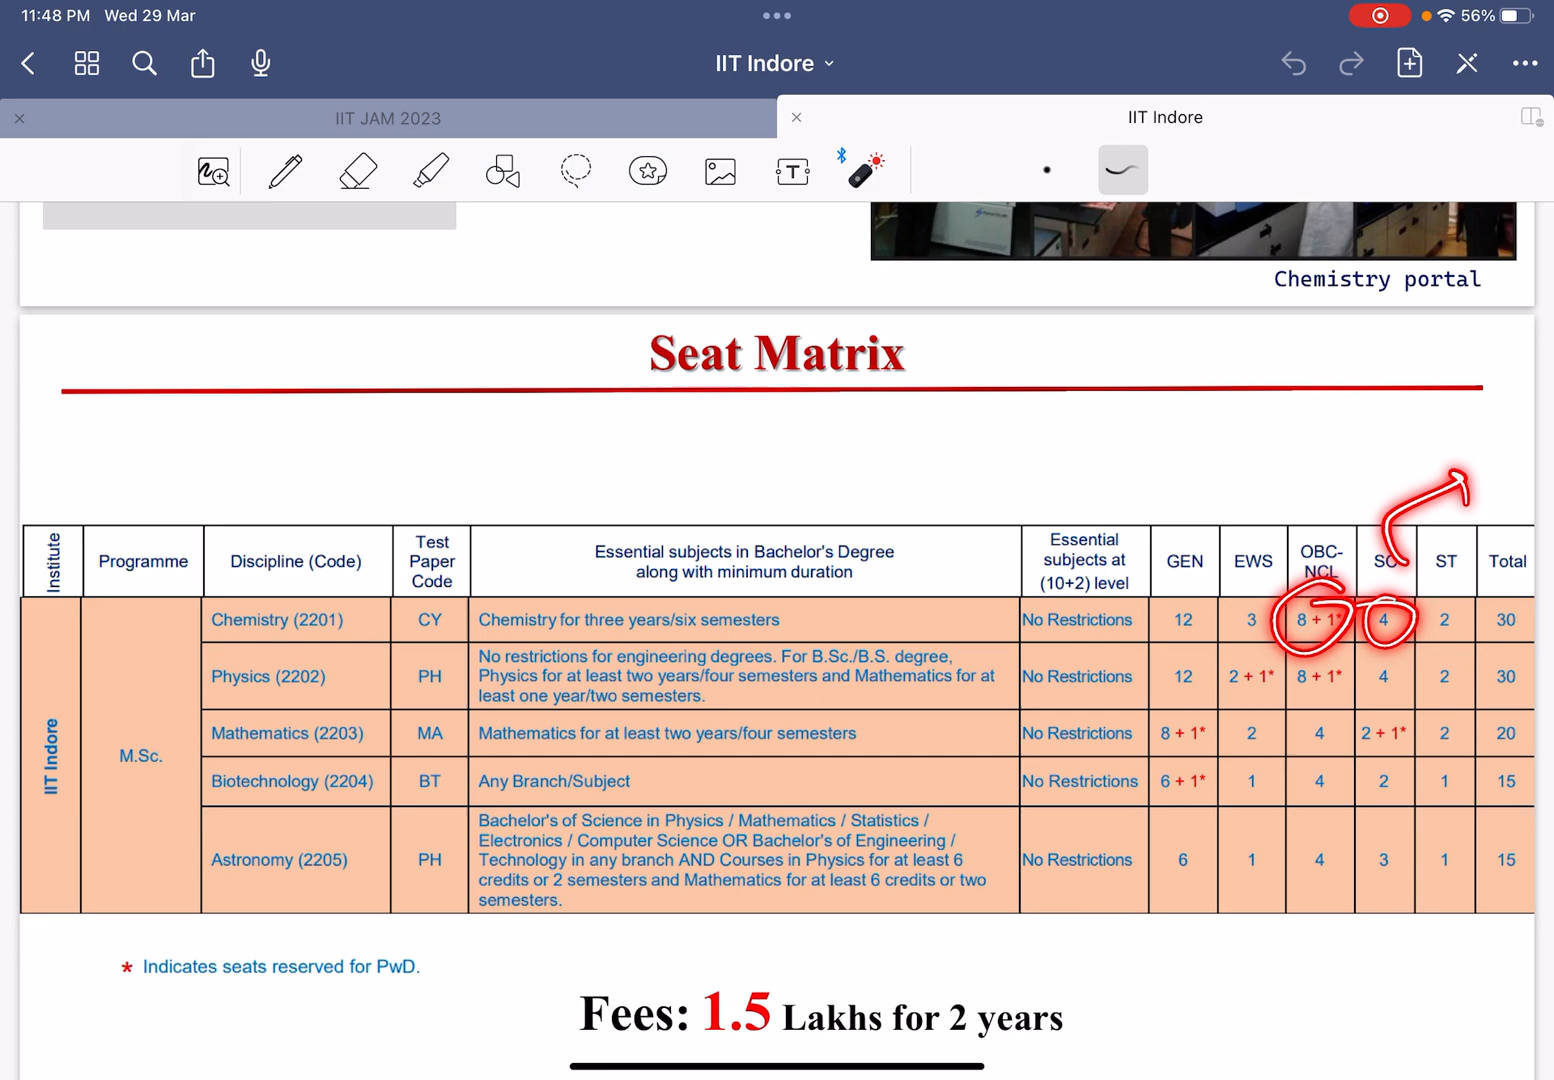 11:48 PM Wed 29 Mar
56%
IIT Indore
IIT JAM 2023
IIT Indore
T
Chemistry portal
Seat Matrix
Institute
Programme
Discipline (Code)
Test Paper Code
Essential subjects in Bachelor's Degree along with minimum duration
Essential subjects at (10+2) level
GEN
EWS
OBC-NCL
SC
ST
Total
IIT Indore
M.Sc.
Chemistry (2201) CY Chemistry for three years/six semesters No Restrictions 12 3 8 + 1* 4 2 30
Physics (2202) PH No restrictions for engineering degrees. For B.Sc./B.S. degree,
Physics for at least two years/four semesters and Mathematics for at
least one year/two semesters. No Restrictions 12 2 + 1* 8 + 1* 4 2 30
Mathematics (2203) MA Mathematics for at least two years/four semesters No Restrictions 8 + 1* 2 4 2 + 1* 2 20
Biotechnology (2204) BT Any Branch/Subject No Restrictions 6 + 1* 1 4 2 1 15
Astronomy (2205) PH Bachelor's of Science in Physics / Mathematics / Statistics /
Electronics / Computer Science OR Bachelor's of Engineering /
Technology in any branch AND Courses in Physics for at least 6
credits or 2 semesters and Mathematics for at least 6 credits or two
semesters. No Restrictions 6 1 4 3 1 15
* Indicates seats reserved for PwD.
Fees: 1.5 Lakhs for 2 years